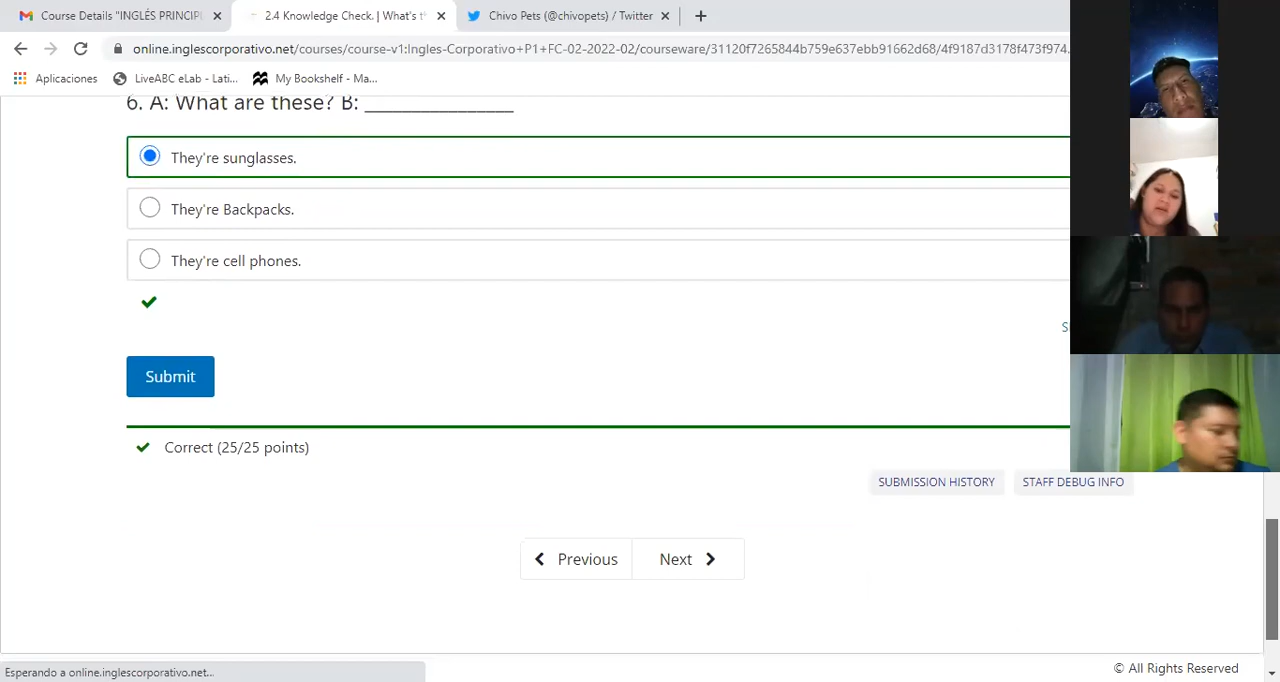 Course Details "INGLÉS PRINCIPI
2.4 Knowledge Check. | What's t
Chivo Pets (@chivopets) / Twitter
online.inglescorporativo.net/courses/course-v1:Ingles-Corporativo+P1+FC-02-2022-02/courseware/31120f7265844b759e637ebb91662d68/4f9187d3178f473f974...
Aplicaciones
LiveABC eLab - Lati...
My Bookshelf - Ma...
6. A: What are these? B: _______________
They're sunglasses.
They're Backpacks.
They're cell phones.
S
Submit
Correct (25/25 points)
SUBMISSION HISTORY
STAFF DEBUG INFO
Previous
Next
© All Rights Reserved
Esperando a online.inglescorporativo.net...